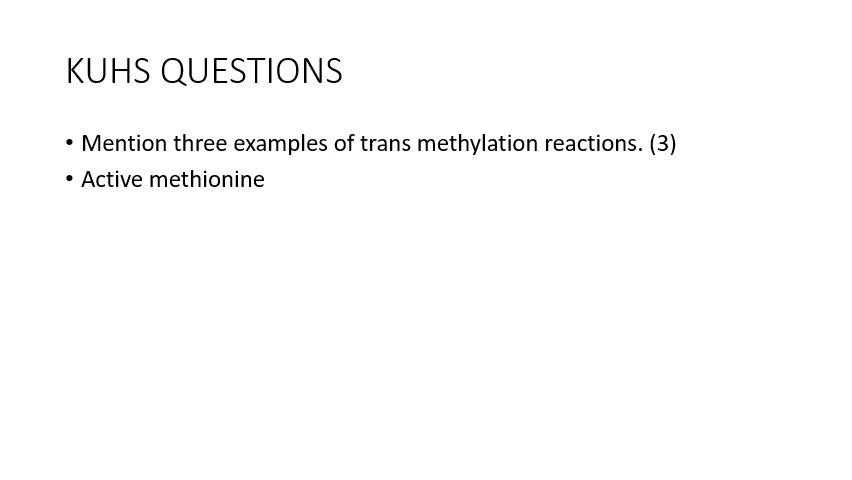 KUHS QUESTIONS
• Mention three examples of trans methylation reactions. (3)
• Active methionine